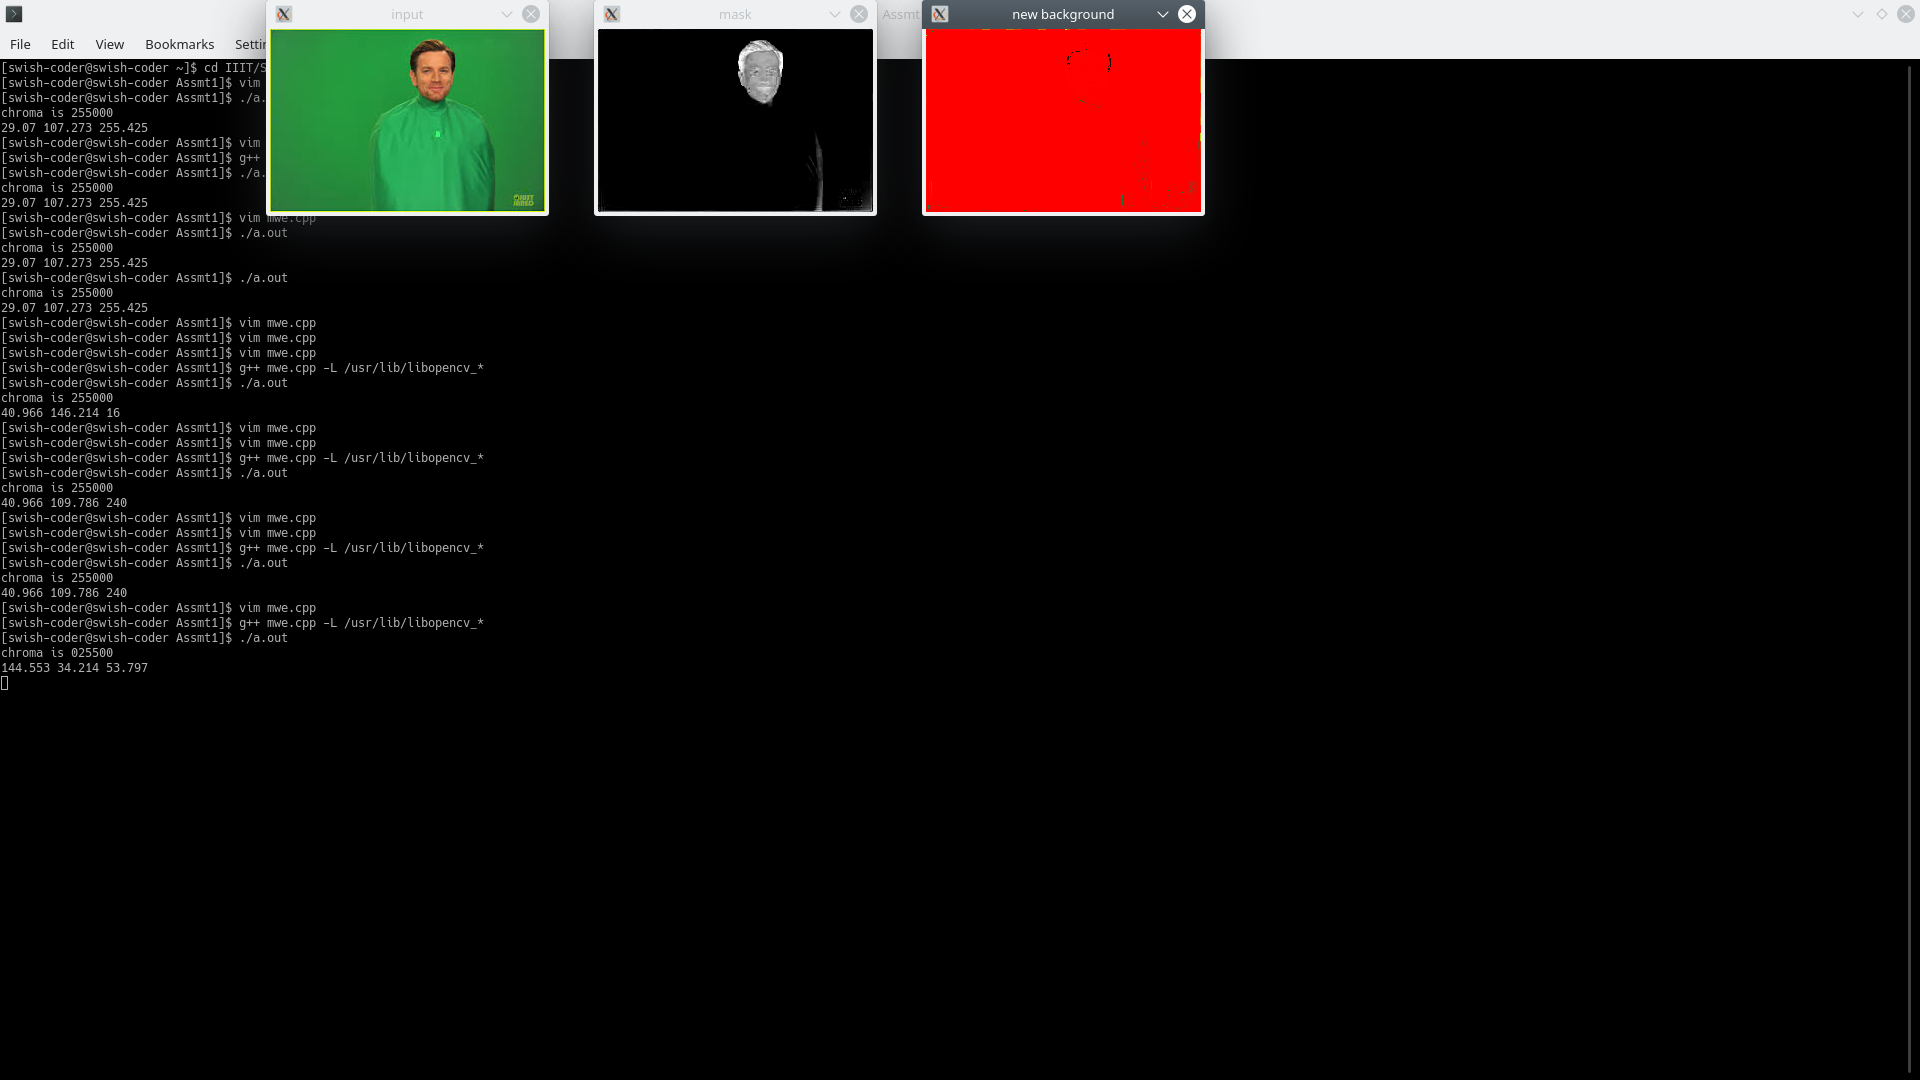 input
mask
Assmt
new background
File Edit View Bookmarks Settin
[swish-coder@swish-coder ~]$ cd IIIT/S
[swish-coder@swish-coder Assmt1]$ vim
[swish-coder@swish-coder Assmt1]$ ./a.
chroma is 255000
29.07 107.273 255.425
[swish-coder@swish-coder Assmt1]$ vim
[swish-coder@swish-coder Assmt1]$ g++
[swish-coder@swish-coder Assmt1]$ ./a.
chroma is 255000
29.07 107.273 255.425
[swish-coder@swish-coder Assmt1]$ vim mwe.cpp
[swish-coder@swish-coder Assmt1]$ ./a.out
chroma is 255000
29.07 107.273 255.425
[swish-coder@swish-coder Assmt1]$ ./a.out
chroma is 255000
29.07 107.273 255.425
[swish-coder@swish-coder Assmt1]$ vim mwe.cpp
[swish-coder@swish-coder Assmt1]$ vim mwe.cpp
[swish-coder@swish-coder Assmt1]$ vim mwe.cpp
[swish-coder@swish-coder Assmt1]$ g++ mwe.cpp -L /usr/lib/libopencv_*
[swish-coder@swish-coder Assmt1]$ ./a.out
chroma is 255000
40.966 146.214 16
[swish-coder@swish-coder Assmt1]$ vim mwe.cpp
[swish-coder@swish-coder Assmt1]$ vim mwe.cpp
[swish-coder@swish-coder Assmt1]$ g++ mwe.cpp -L /usr/lib/libopencv_*
[swish-coder@swish-coder Assmt1]$ ./a.out
chroma is 255000
40.966 109.786 240
[swish-coder@swish-coder Assmt1]$ vim mwe.cpp
[swish-coder@swish-coder Assmt1]$ vim mwe.cpp
[swish-coder@swish-coder Assmt1]$ g++ mwe.cpp -L /usr/lib/libopencv_*
[swish-coder@swish-coder Assmt1]$ ./a.out
chroma is 255000
40.966 109.786 240
[swish-coder@swish-coder Assmt1]$ vim mwe.cpp
[swish-coder@swish-coder Assmt1]$ g++ mwe.cpp -L /usr/lib/libopencv_*
[swish-coder@swish-coder Assmt1]$ ./a.out
chroma is 025500
144.553 34.214 53.797
JUST
JARED